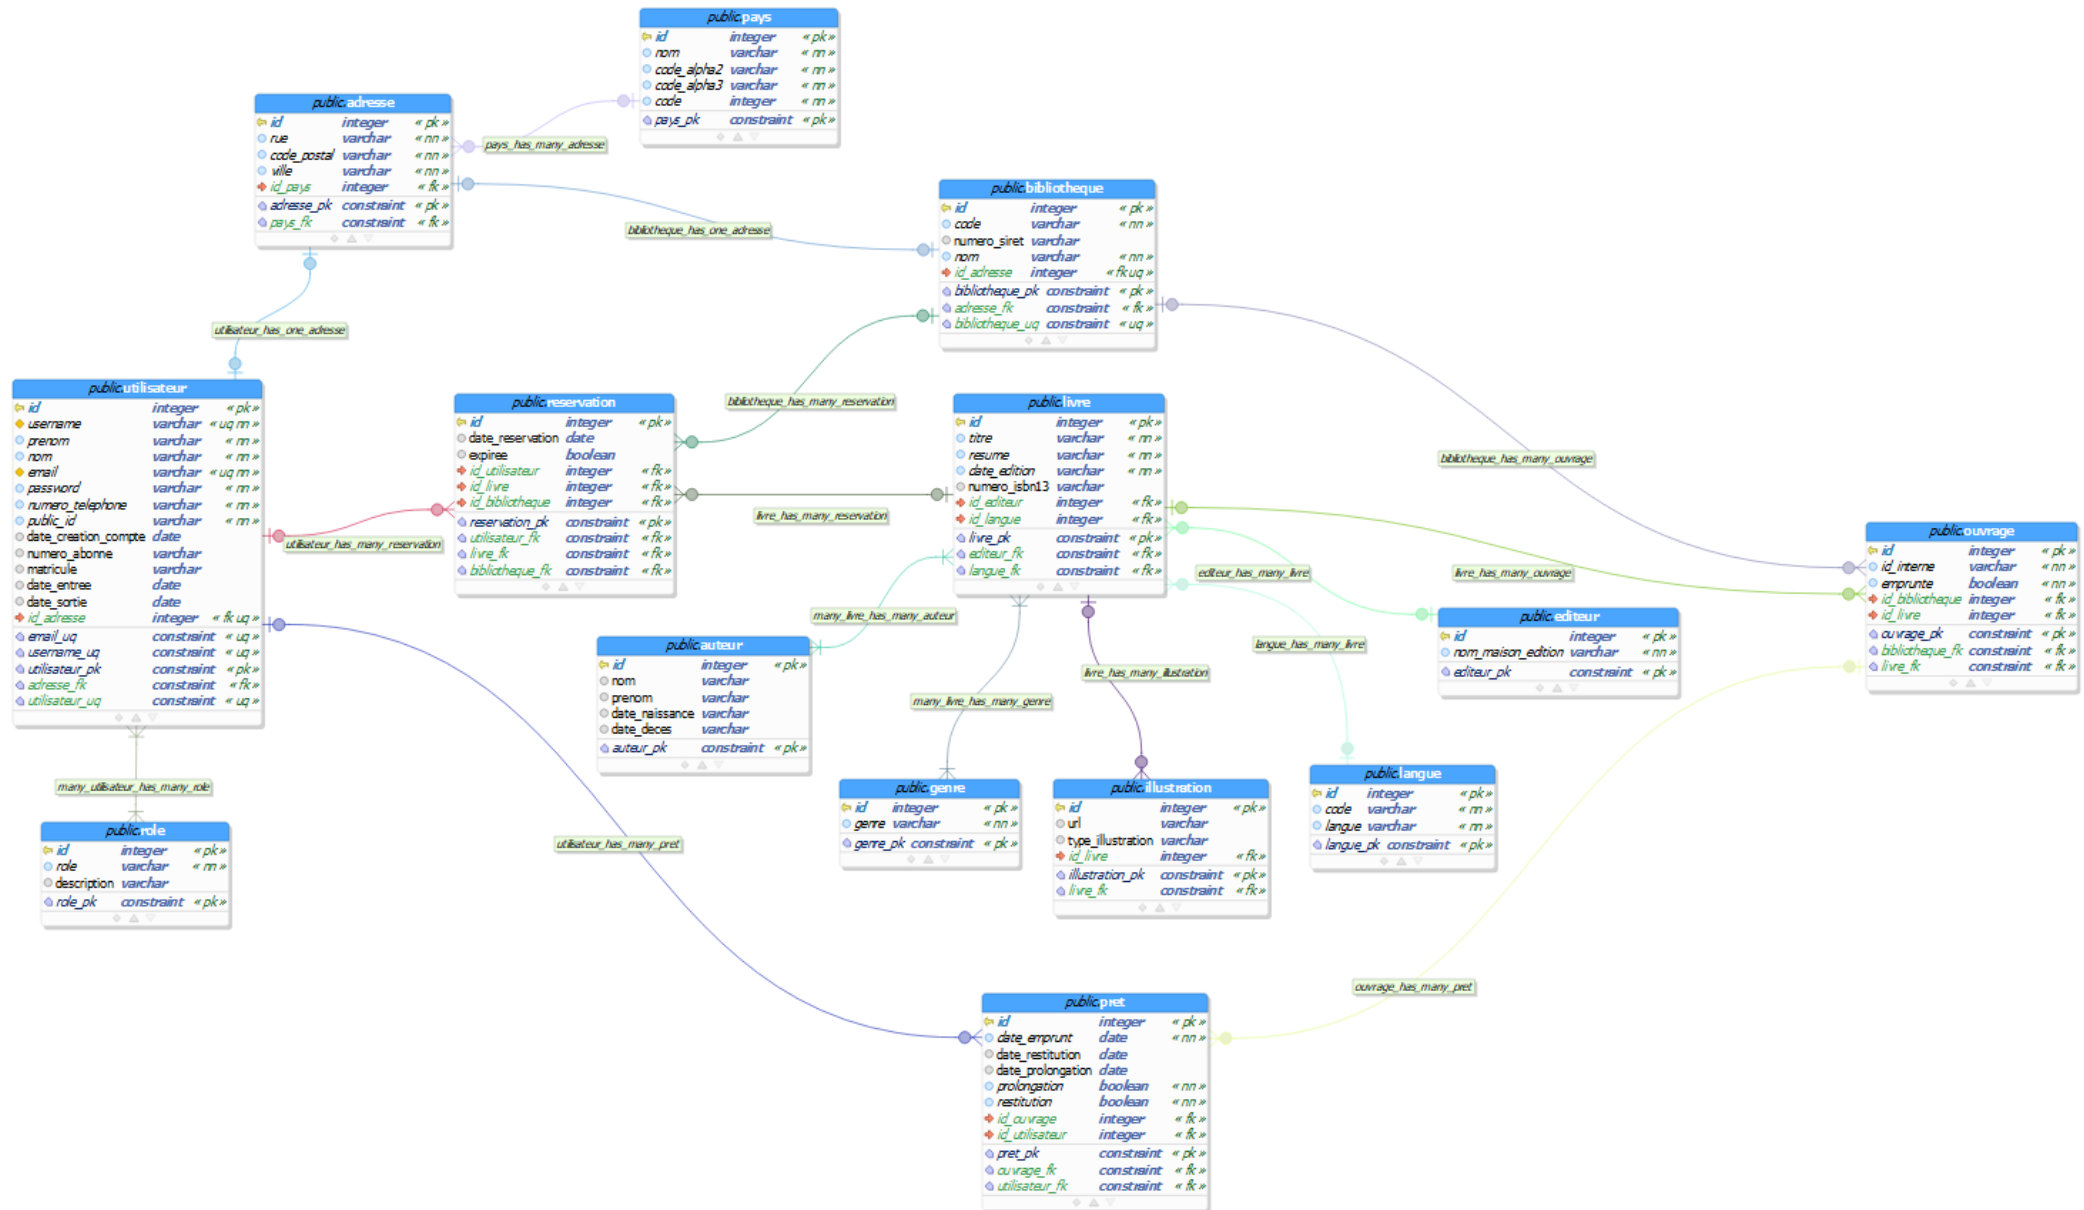 public.pays
id integer « pk »
nom varchar « nn »
code_alpha2 varchar « nn »
code_alpha3 varchar « nn »
code integer « nn »
pays_pk constraint « pk »
public.adresse
id integer « pk »
rue varchar « nn »
code_postal varchar « nn »
ville varchar « nn »
id_pays integer « fk »
adresse_pk constraint « pk »
pays_fk constraint « fk »
pays_has_many_adresse
public.bibliotheque
id integer « pk »
code varchar « nn »
numero_siret varchar
nom varchar « nn »
id_adresse integer « fk uq »
bibliotheque_pk constraint « pk »
adresse_fk constraint « fk »
bibliotheque_uq constraint « uq »
bibliotheque_has_one_adresse
utilisateur_has_one_adresse
public.utilisateur
id integer « pk »
username varchar « uq nn »
prenom varchar « nn »
nom varchar « nn »
email varchar « uq nn »
password varchar « nn »
numero_telephone varchar « nn »
public_id varchar « nn »
date_creation_compte date
numero_abonne varchar
matricule varchar
date_entree date
date_sortie date
id_adresse integer « fk uq »
email_uq constraint « uq »
username_uq constraint « uq »
utilisateur_pk constraint « pk »
adresse_fk constraint « fk »
utilisateur_uq constraint « uq »
public.reservation
id integer « pk »
date_reservation date
expiree boolean
id_utilisateur integer « fk »
id_livre integer « fk »
id_bibliotheque integer « fk »
reservation_pk constraint « pk »
utilisateur_fk constraint « fk »
livre_fk constraint « fk »
bibliotheque_fk constraint « fk »
bibliotheque_has_many_reservation
livre_has_many_reservation
utilisateur_has_many_reservation
public.livre
id integer « pk »
titre varchar « nn »
resume varchar « nn »
date_edition varchar « nn »
numero_isbn13 varchar
id_editeur integer « fk »
id_langue integer « fk »
livre_pk constraint « pk »
editeur_fk constraint « fk »
langue_fk constraint « fk »
bibliotheque_has_many_ouvrage
livre_has_many_ouvrage
editeur_has_many_livre
langue_has_many_livre
many_livre_has_many_auteur
livre_has_many_illustration
many_livre_has_many_genre
public.ouvrage
id integer « pk »
id_interne varchar « nn »
emprunte boolean « nn »
id_bibliotheque integer « fk »
id_livre integer « fk »
ouvrage_pk constraint « pk »
bibliotheque_fk constraint « fk »
livre_fk constraint « fk »
public.editeur
id integer « pk »
nom_maison_edition varchar « nn »
editeur_pk constraint « pk »
public.auteur
id integer « pk »
nom varchar
prenom varchar
date_naissance varchar
date_deces varchar
auteur_pk constraint « pk »
public.genre
id integer « pk »
genre varchar « nn »
genre_pk constraint « pk »
public.illustration
id integer « pk »
url varchar
type_illustration varchar
id_livre integer « fk »
illustration_pk constraint « pk »
livre_fk constraint « fk »
public.langue
id integer « pk »
code varchar « nn »
langue varchar « nn »
langue_pk constraint « pk »
many_utilisateur_has_many_role
public.role
id integer « pk »
role varchar « nn »
description varchar
role_pk constraint « pk »
utilisateur_has_many_pret
ouvrage_has_many_pret
public.pret
id integer « pk »
date_emprunt date « nn »
date_restitution date
date_prolongation date
prolongation boolean « nn »
restitution boolean « nn »
id_ouvrage integer « fk »
id_utilisateur integer « fk »
pret_pk constraint « pk »
ouvrage_fk constraint « fk »
utilisateur_fk constraint « fk »